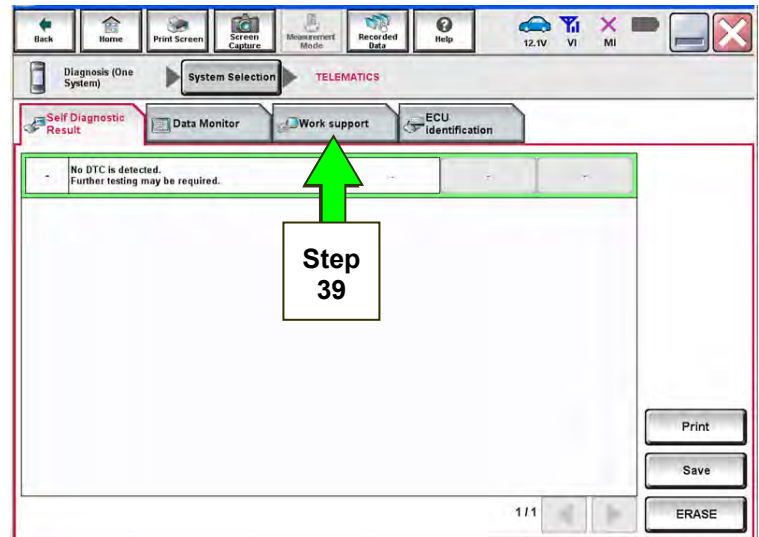 Back
Home
Print Screen
Screen
Capture
Measurement
Mode
Recorded
Data
Help
12.1V
VI
MI
Diagnosis (One
System)
System Selection
TELEMATICS
Self Diagnostic
Result
Data Monitor
Work support
ECU
identification
-
No DTC is detected.
Further testing may be required.
-
-
-
Step
39
Print
Save
1/1
ERASE